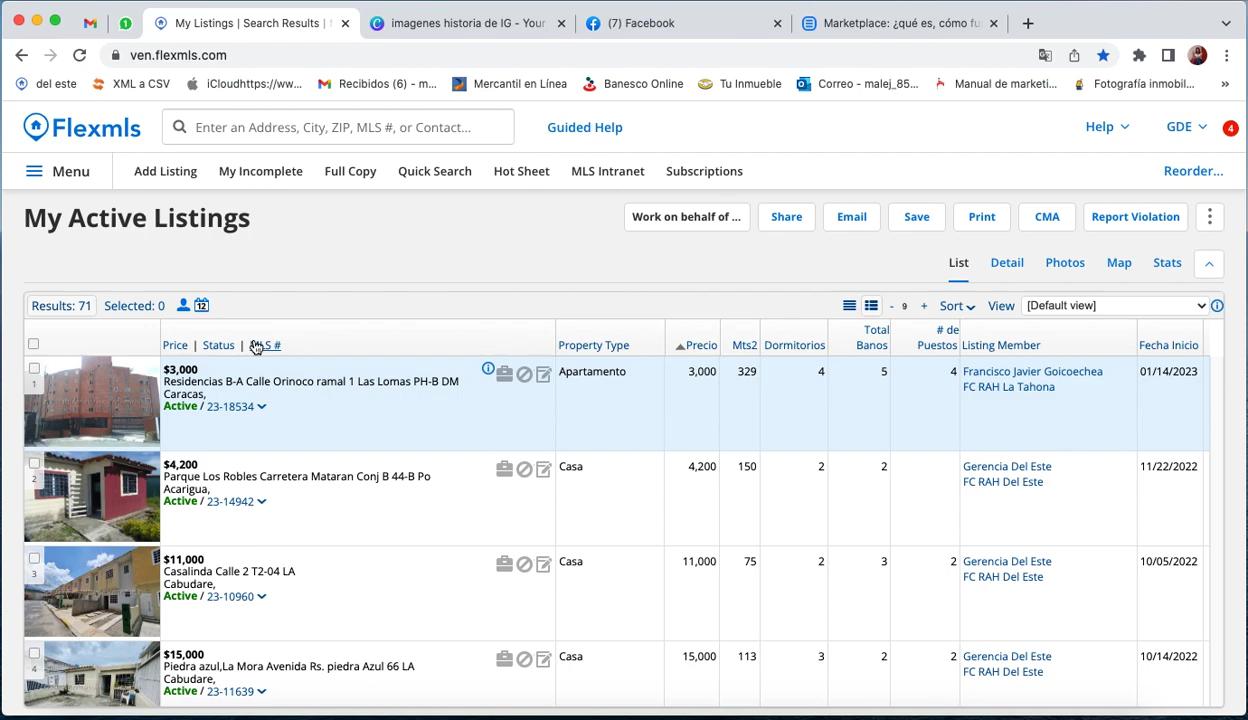 My Listings | Search Results |
imagenes historia de IG - Your
(7) Facebook
Marketplace: ¿qué es, cómo fu
ven.flexmls.com
del este
XML a CSV
iCloudhttps://ww...
Recibidos (6) - m...
Mercantil en Línea
Banesco Online
Tu Inmueble
Correo - malej_85...
Manual de marketi...
Fotografía inmobil...
Flexmls
Enter an Address, City, ZIP, MLS #, or Contact...
Guided Help
Help
GDE
4
Menu
Add Listing
My Incomplete
Full Copy
Quick Search
Hot Sheet
MLS Intranet
Subscriptions
Reorder...
My Active Listings
Work on behalf of ...
Share
Email
Save
Print
CMA
Report Violation
List
Detail
Photos
Map
Stats
Results: 71
Selected: 0
12
- 9 +
Sort
View
[Default view]
Price | Status | MLS #
Property Type
Precio
Mts2
Dormitorios
Total
Banos
# de
Puestos
Listing Member
Fecha Inicio
1
$3,000
Residencias B-A Calle Orinoco ramal 1 Las Lomas PH-B DM
Caracas,
Active / 23-18534
Apartamento
3,000
329
4
5
4
Francisco Javier Goicoechea
FC RAH La Tahona
01/14/2023
2
$4,200
Parque Los Robles Carretera Mataran Conj B 44-B Po
Acarigua,
Active / 23-14942
Casa
4,200
150
2
2
Gerencia Del Este
FC RAH Del Este
11/22/2022
3
$11,000
Casalinda Calle 2 T2-04 LA
Cabudare,
Active / 23-10960
Casa
11,000
75
2
3
2
Gerencia Del Este
FC RAH Del Este
10/05/2022
4
$15,000
Piedra azul,La Mora Avenida Rs. piedra Azul 66 LA
Cabudare,
Active / 23-11639
Casa
15,000
113
3
2
2
Gerencia Del Este
FC RAH Del Este
10/14/2022